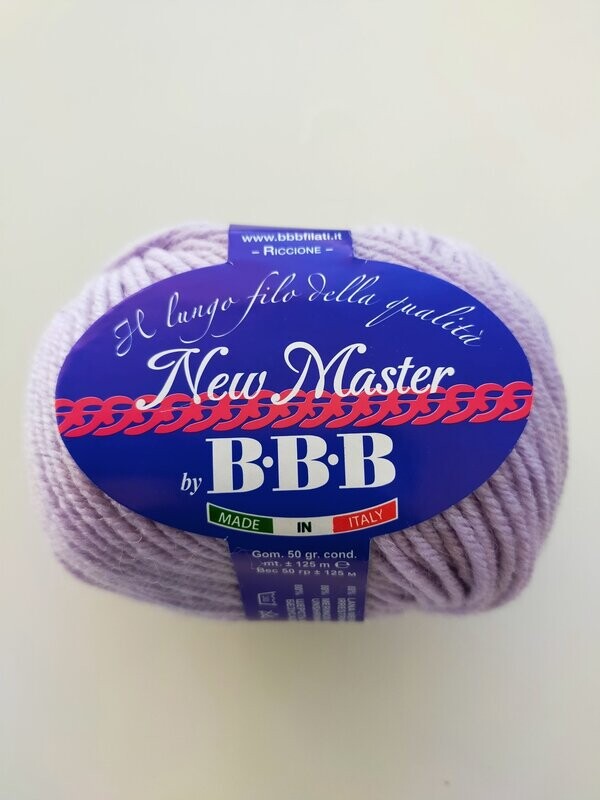 www.bbbfilati.it
- RICCIONE -
Il lungo filo della qualità
New Master
by B·B·B
MADE IN ITALY
Gom. 50 gr. cond.
mt. ± 125 m ℮
Вес 50 гр ± 125 м